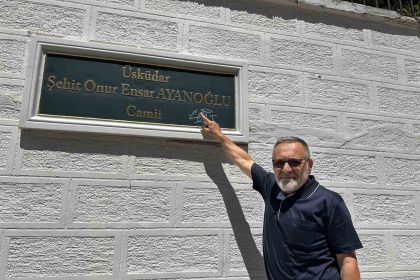 Üsküdar
Şehit Onur Ensar AYANOĞLU
Camii